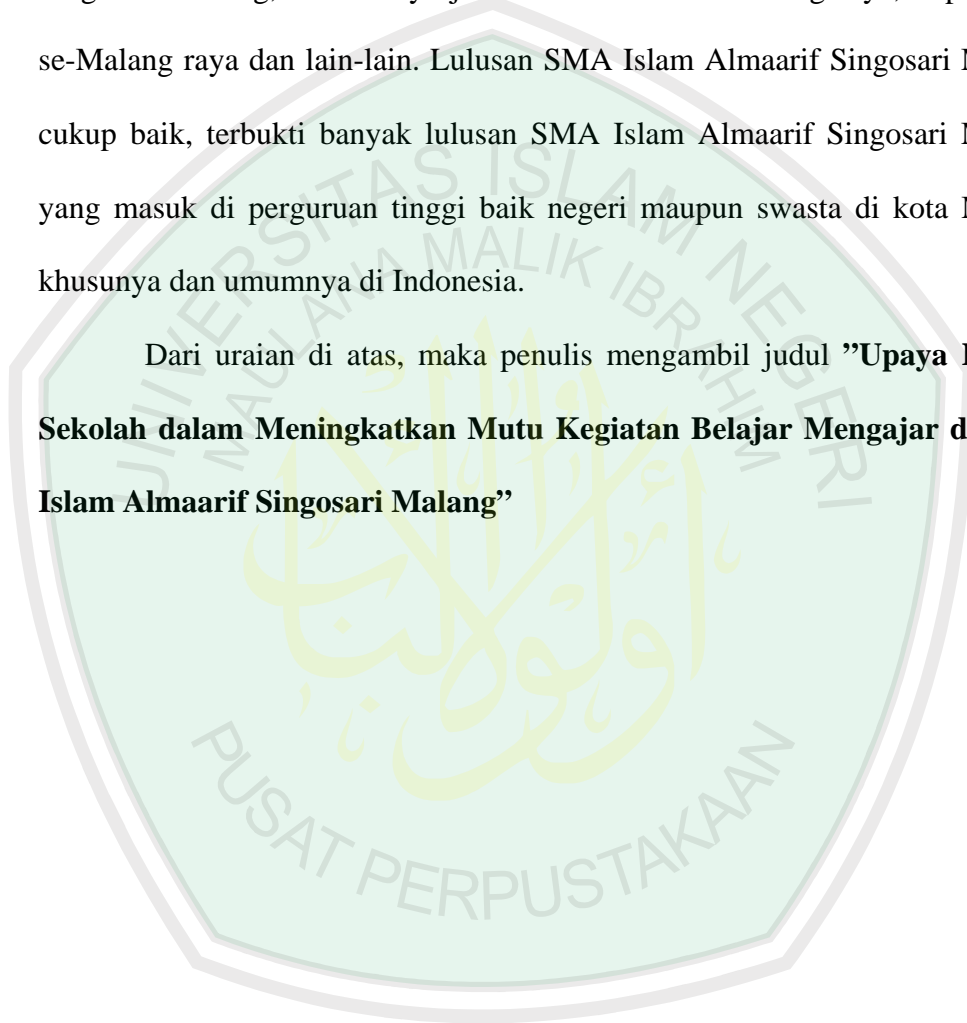 se-Malang raya dan lain-lain. Lulusan SMA Islam Almaarif Singosari
cukup baik, terbukti banyak lulusan SMA Islam Almaarif Singosari
yang masuk di perguruan tinggi baik negeri maupun swasta di kota
khusunya dan umumnya di Indonesia.
Dari uraian di atas, maka penulis mengambil judul ”Upaya
Sekolah dalam Meningkatkan Mutu Kegiatan Belajar Mengajar
Islam Almaarif Singosari Malang”
UNIVERSITAS ISLAM NEGERI
MAULANA MALIK IBRAHIM
PUSAT PERPUSTAKAAN